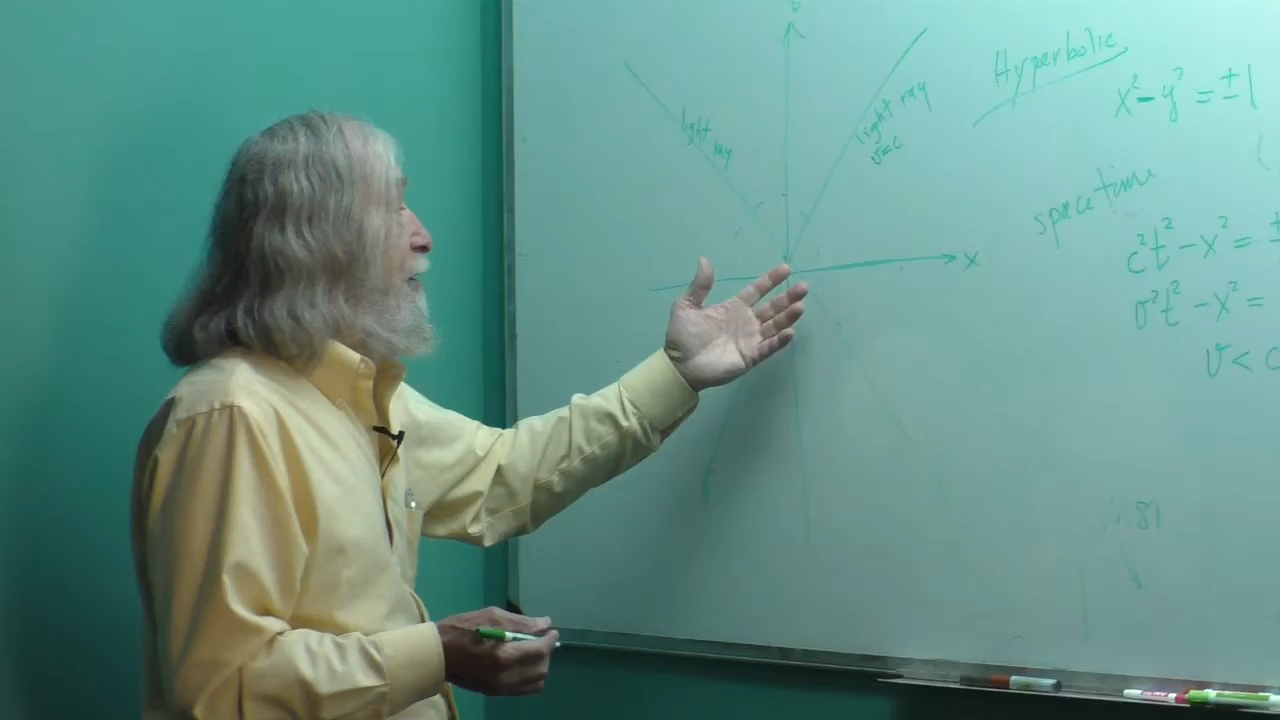 light ray
light ray
v=c
x
Hyperbolic
x² - y² = ±1
space time
c²t² - x² = ±
v²t² - x² =
v < c